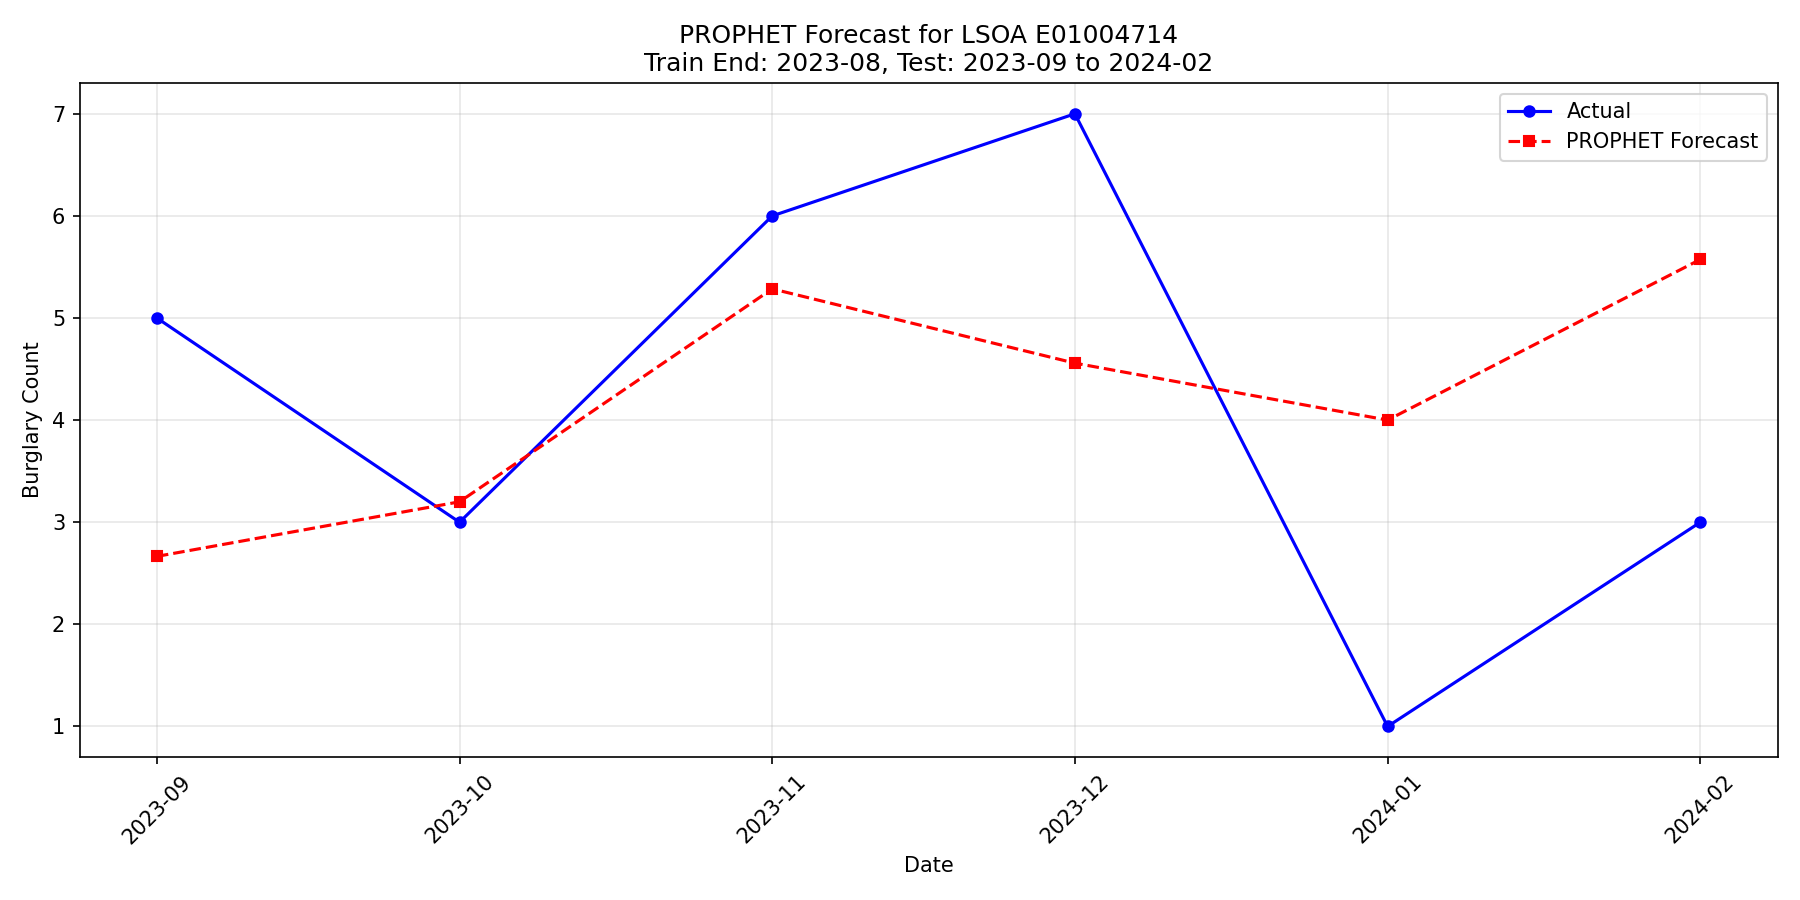 PROPHET Forecast for LSOA E01004714
Train End: 2023-08, Test: 2023-09 to 2024-02
Actual
PROPHET Forecast
Burglary Count
7
6
5
4
3
2
1
2023-09
2023-10
2023-11
2023-12
2024-01
2024-02
Date